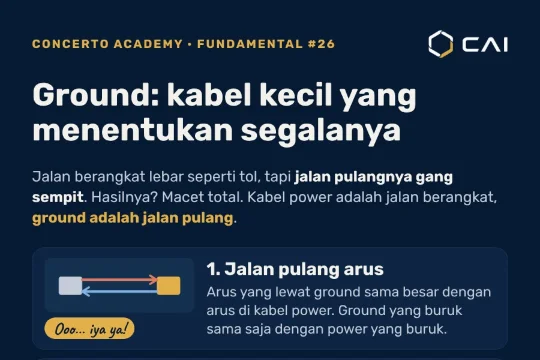 CONCERTO ACADEMY • FUNDAMENTAL #26
CAI
Ground: kabel kecil yang
menentukan segalanya
Jalan berangkat lebar seperti tol, tapi jalan pulangnya gang
sempit. Hasilnya? Macet total. Kabel power adalah jalan berangkat,
ground adalah jalan pulang.
1. Jalan pulang arus
Arus yang lewat ground sama besar dengan
arus di kabel power. Ground yang buruk
sama saja dengan power yang buruk.
Ooo... iya ya!